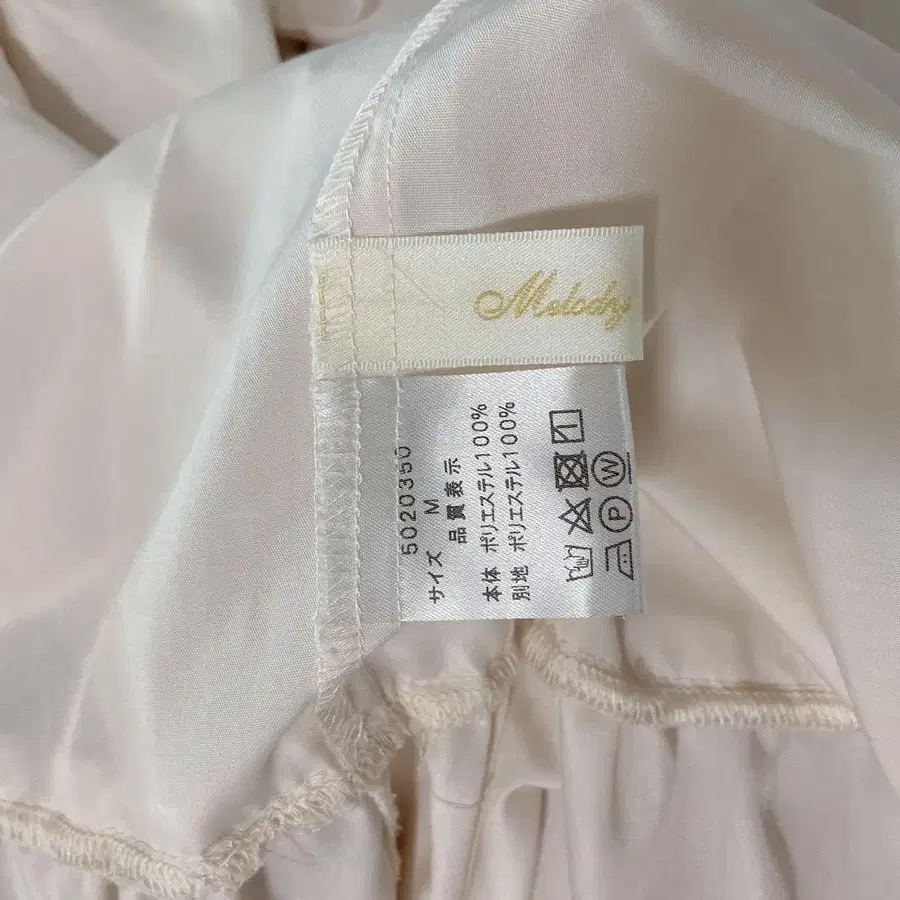 Melody
5020350
サイズ M
品質表示
本体 ポリエステル100%
別地 ポリエステル100%
P W